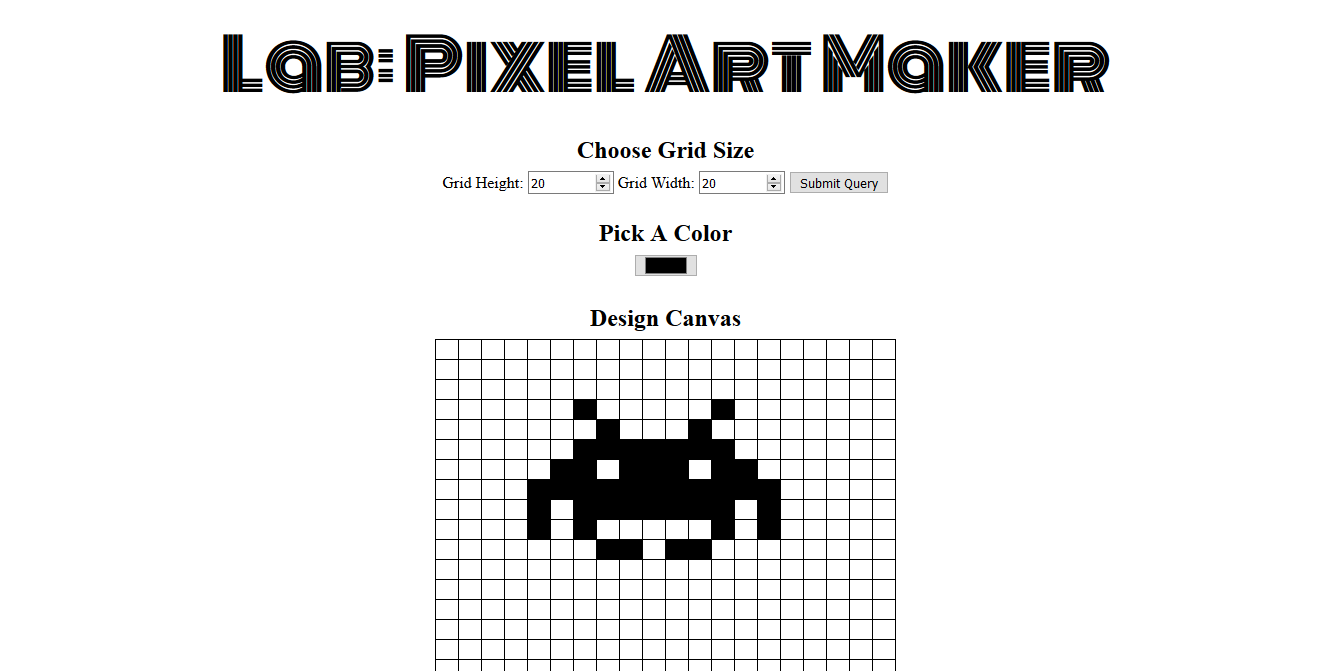 Lab: Pixel Art Maker
Choose Grid Size
Grid Height: 20 Grid Width: 20 Submit Query
Pick A Color
Design Canvas